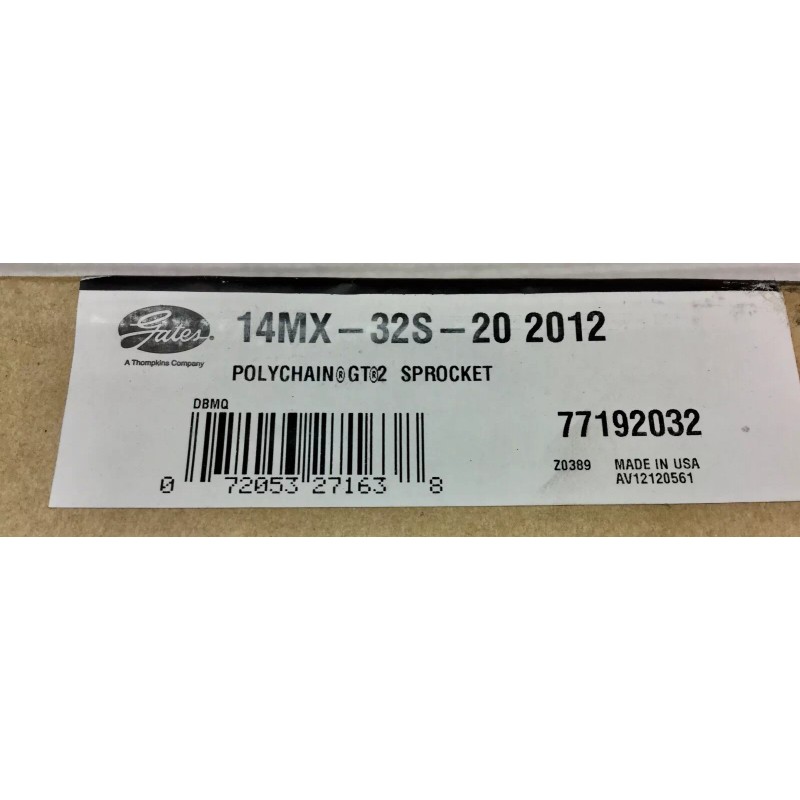 Gates.
A Thompkins Company
14MX-32S-20 2012
POLYCHAIN®GT®2 SPROCKET
DBMQ
0 72053 27163 8
77192032
Z0389 MADE IN USA
AV12120561